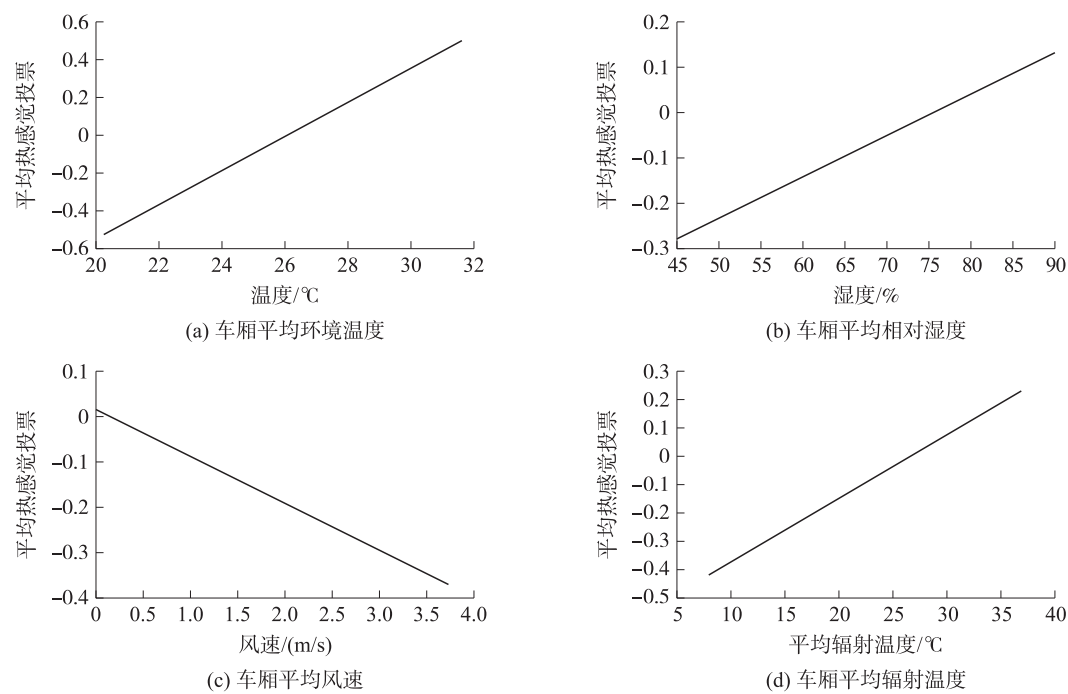 平均热感觉投票
0.6
0.4
0.2
0
−0.2
−0.4
−0.6
20 22 24 26 28 30 32
温度/℃
(a) 车厢平均环境温度
平均热感觉投票
0.2
0.1
0
−0.1
−0.2
−0.3
45 50 55 60 65 70 75 80 85 90
湿度/%
(b) 车厢平均相对湿度
平均热感觉投票
0.1
0
−0.1
−0.2
−0.3
−0.4
0 0.5 1.0 1.5 2.0 2.5 3.0 3.5 4.0
风速/(m/s)
(c) 车厢平均风速
平均热感觉投票
0.3
0.2
0.1
0
−0.1
−0.2
−0.3
−0.4
−0.5
5 10 15 20 25 30 35 40
平均辐射温度/℃
(d) 车厢平均辐射温度